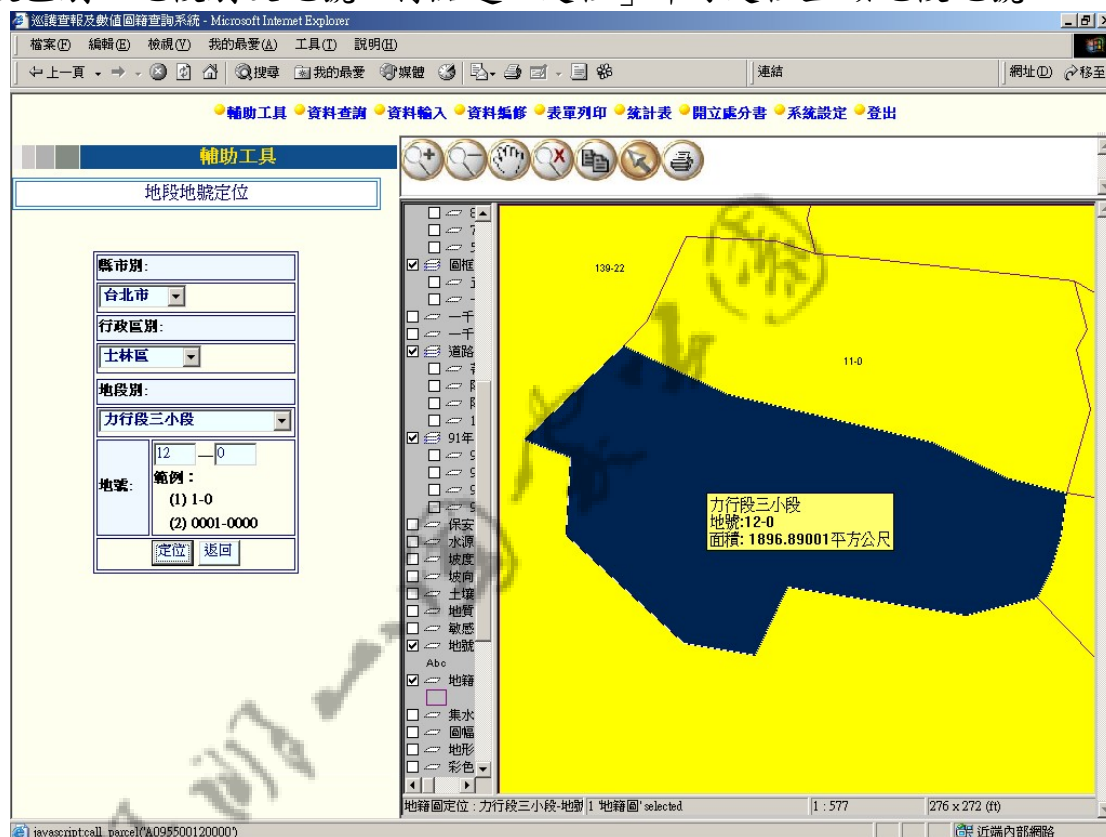 巡護查報及數值圖籍查詢系統 - Microsoft Internet Explorer
檔案(F) 編輯(E) 檢視(V) 我的最愛(A) 工具(T) 說明(H)
上一頁 搜尋 我的最愛 媒體 連結 網址(D) 移至
輔助工具 資料查詢 資料輸入 資料編修 表單列印 統計表 開立處分書 系統設定 登出
輔助工具
地段地號定位
縣市別:
台北市
行政區別:
士林區
地段別:
力行段三小段
地號:
12 — 0
範例：
(1) 1-0
(2) 0001-0000
定位 返回
圖框
一千
一千
道路
91年
保安
水源
坡度
坡向
土壤
地質
敏感
地號
Abc
地籍
集水
圖幅
地形
彩色
139-22
11-0
力行段三小段
地號:12-0
面積: 1896.89001平方公尺
地籍圖定位 : 力行段三小段-地號 1 '地籍圖' selected 1 : 577 276 x 272 (ft)
javascript:call_parcel('A095500120000') 近端內部網路